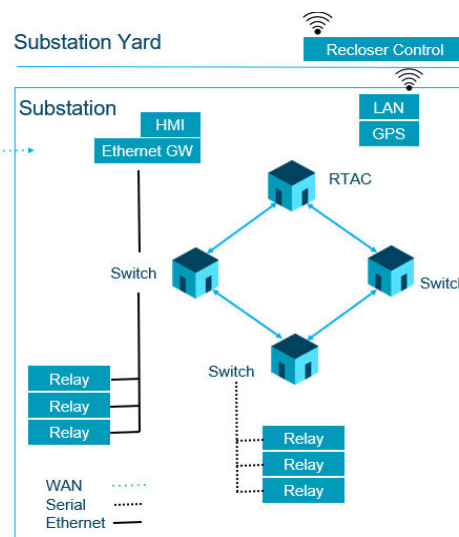 Substation Yard
Recloser Control
Substation
LAN
HMI
GPS
Ethernet GW
RTAC
Switch
Switch
Switch
Relay
Relay
Relay
Relay
Relay
Relay
WAN
Serial
Ethernet